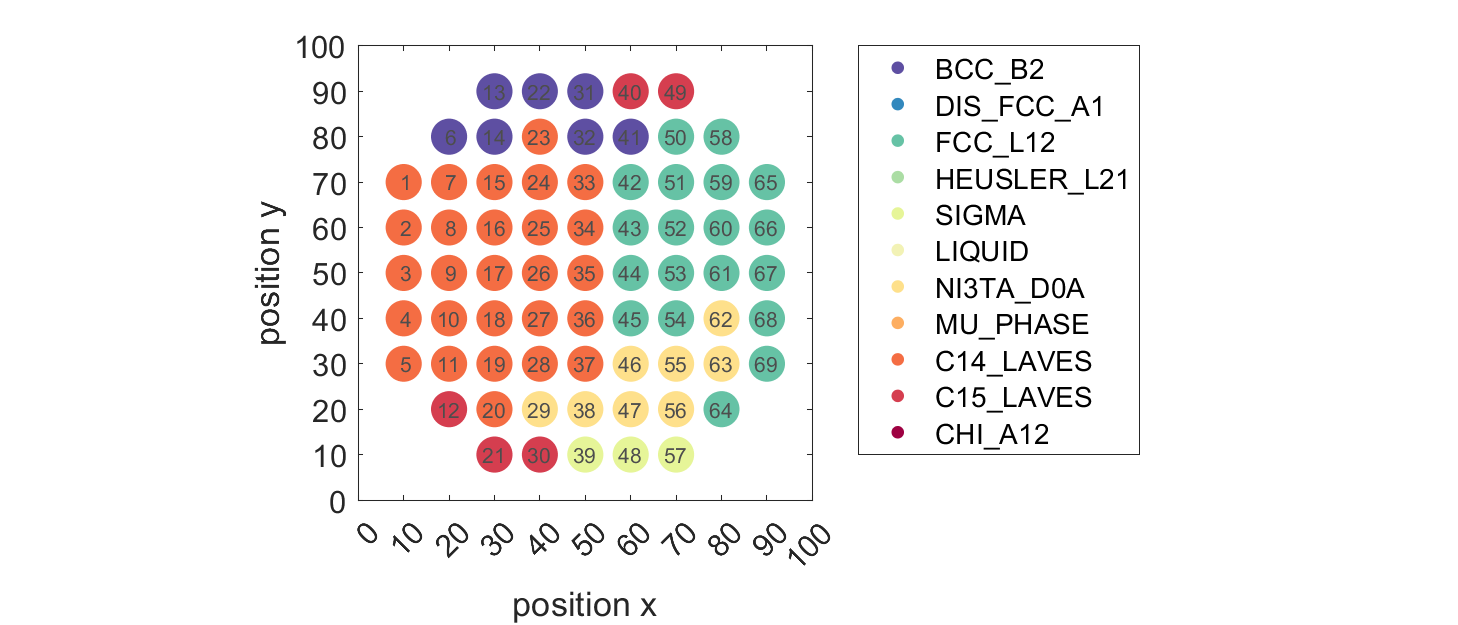 100
90 13 22 31 40 49
80 6 14 23 32 41 50 58
70 1 7 15 24 33 42 51 59 65
60 2 8 16 25 34 43 52 60 66
50 3 9 17 26 35 44 53 61 67
40 4 10 18 27 36 45 54 62 68
30 5 11 19 28 37 46 55 63 69
20 12 20 29 38 47 56 64
10 21 30 39 48 57
0
0 10 20 30 40 50 60 70 80 90 100
position x
position y
BCC_B2
DIS_FCC_A1
FCC_L12
HEUSLER_L21
SIGMA
LIQUID
NI3TA_D0A
MU_PHASE
C14_LAVES
C15_LAVES
CHI_A12